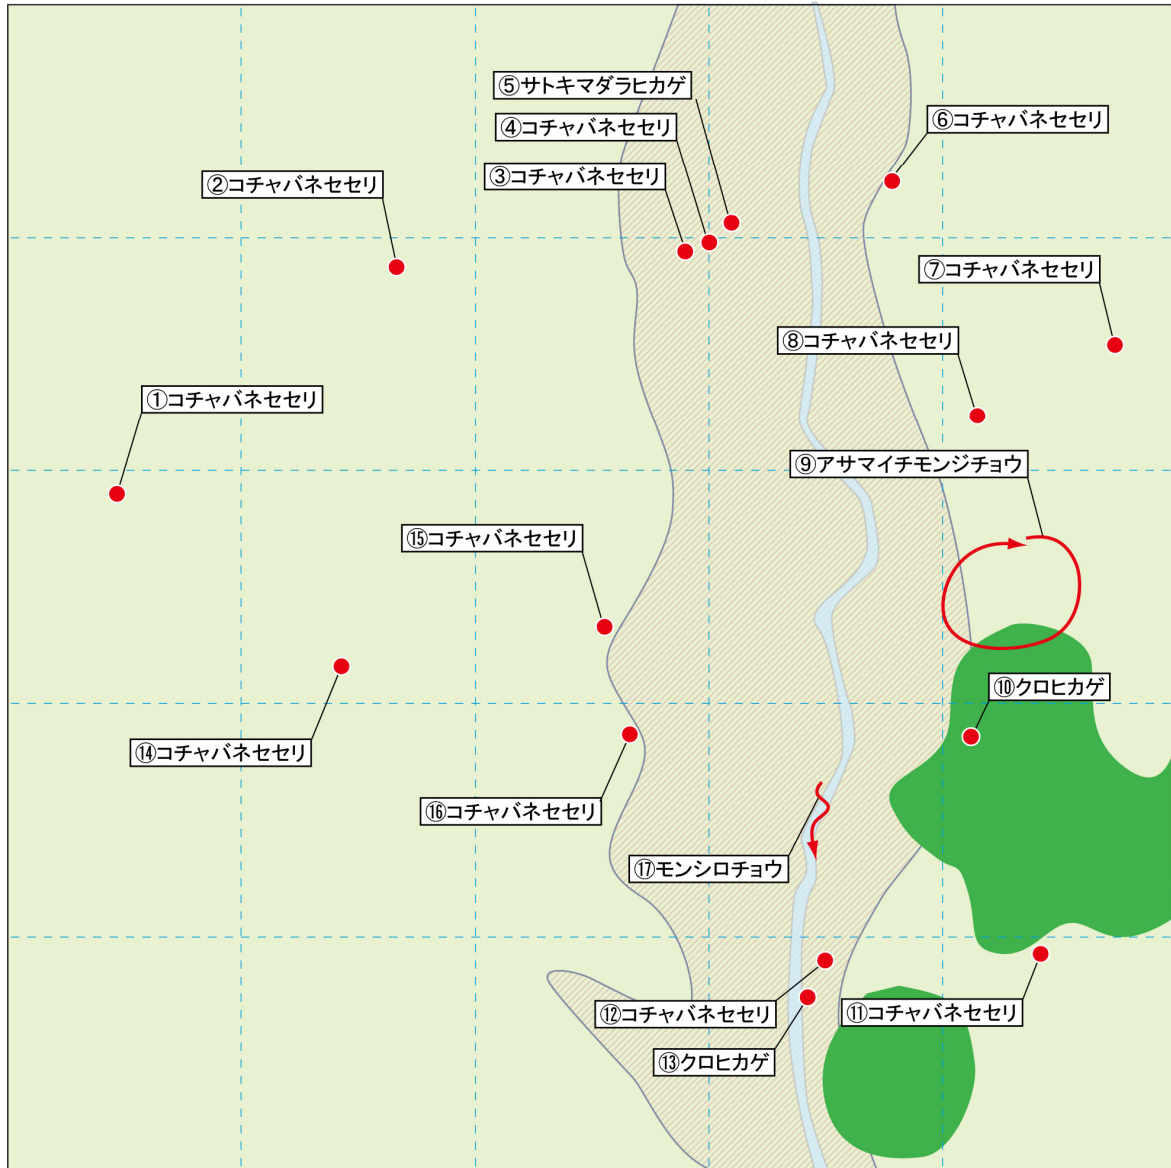 ⑤サトキマダラヒカゲ
④コチャバネセセリ
⑥コチャバネセセリ
③コチャバネセセリ
②コチャバネセセリ
⑦コチャバネセセリ
⑧コチャバネセセリ
①コチャバネセセリ
⑨アサマイチモンジチョウ
⑮コチャバネセセリ
⑩クロヒカゲ
⑭コチャバネセセリ
⑯コチャバネセセリ
⑰モンシロチョウ
⑫コチャバネセセリ
⑪コチャバネセセリ
⑬クロヒカゲ